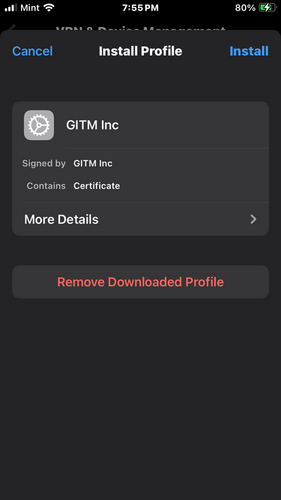 Mint 7:55 PM 80%
VPN & Device Management
Cancel Install Profile Install
GITM Inc
Signed by GITM Inc
Contains Certificate
More Details
Remove Downloaded Profile